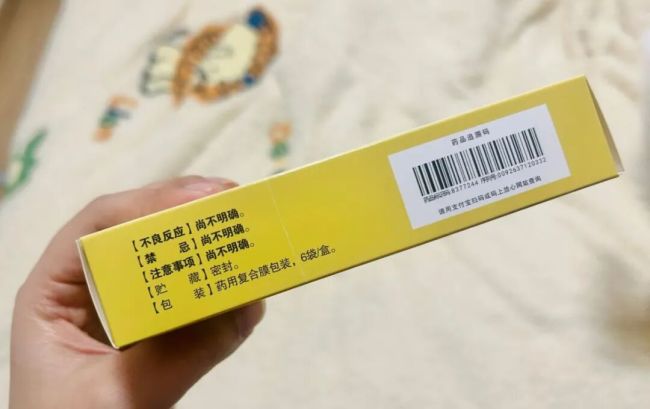 【不良反应】尚不明确。
【禁 忌】尚不明确。
【注意事项】尚不明确。
【贮 藏】密封。
【包 装】药用复合膜包装，6袋/盒。
药品追溯码
请用支付宝扫码或码上放心网站查询